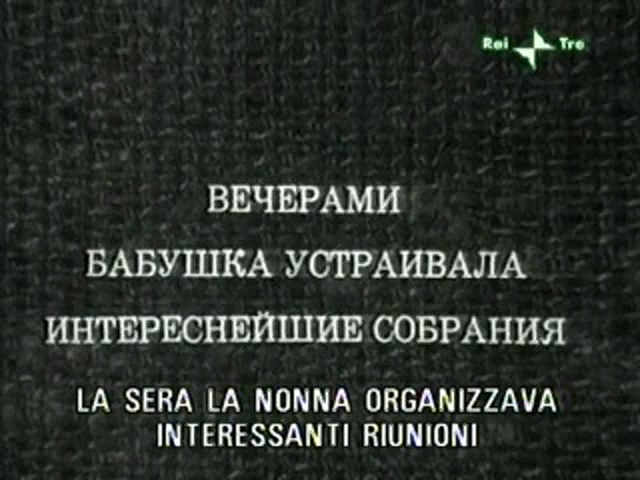 Rai Tre
ВЕЧЕРАМИ
БАБУШКА УСТРАИВАЛА
ИНТЕРЕСНЕЙШИЕ СОБРАНИЯ
LA SERA LA NONNA ORGANIZZAVA
INTERESSANTI RIUNIONI